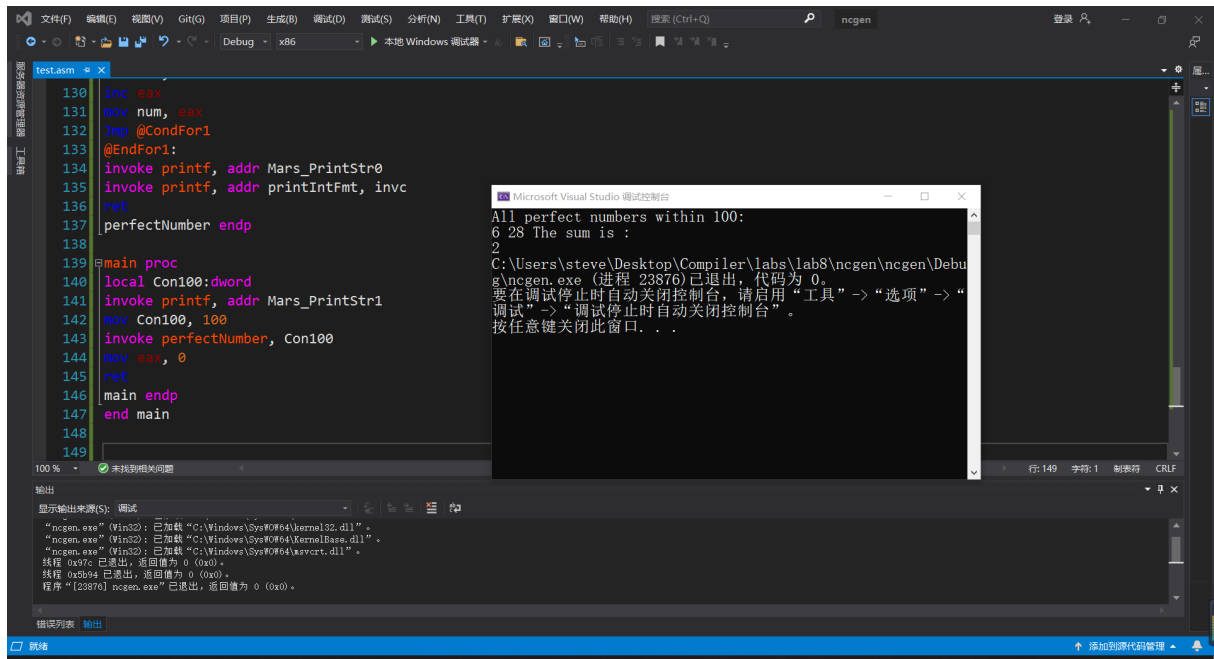 文件(F) 编辑(E) 视图(V) Git(G) 项目(P) 生成(B) 调试(D) 测试(S) 分析(N) 工具(T) 扩展(X) 窗口(W) 帮助(H) 搜索 (Ctrl+Q) ncgen 登录
Debug x86 本地 Windows 调试器
服务器资源管理器
工具箱
test.asm 属...
130 inc eax
131 mov num, eax
132 Jmp @CondFor1
133 @EndFor1:
134 invoke printf, addr Mars_PrintStr0
135 invoke printf, addr printIntFmt, invc
136 ret
137 perfectNumber endp
138
139 main proc
140 local Con100:dword
141 invoke printf, addr Mars_PrintStr1
142 mov Con100, 100
143 invoke perfectNumber, Con100
144 mov eax, 0
145 ret
146 main endp
147 end main
148
149
Microsoft Visual Studio 调试控制台
All perfect numbers within 100:
6 28 The sum is :
2
C:\Users\steve\Desktop\Compiler\labs\lab8\ncgen\ncgen\Debu
g\ncgen.exe (进程 23876)已退出，代码为 0。
要在调试停止时自动关闭控制台，请启用“工具”->“选项”->“
调试”->“调试停止时自动关闭控制台”。
按任意键关闭此窗口. . .
100 % 未找到相关问题 行: 149 字符: 1 制表符 CRLF
输出
显示输出来源(S): 调试
“ncgen.exe”(Win32): 已加载“C:\Windows\SysWOW64\kernel32.dll”。
“ncgen.exe”(Win32): 已加载“C:\Windows\SysWOW64\KernelBase.dll”。
“ncgen.exe”(Win32): 已加载“C:\Windows\SysWOW64\msvcrt.dll”。
线程 0x97c 已退出，返回值为 0 (0x0)。
线程 0x5b94 已退出，返回值为 0 (0x0)。
程序“[23876] ncgen.exe”已退出，返回值为 0 (0x0)。
错误列表 输出
就绪 添加到源代码管理